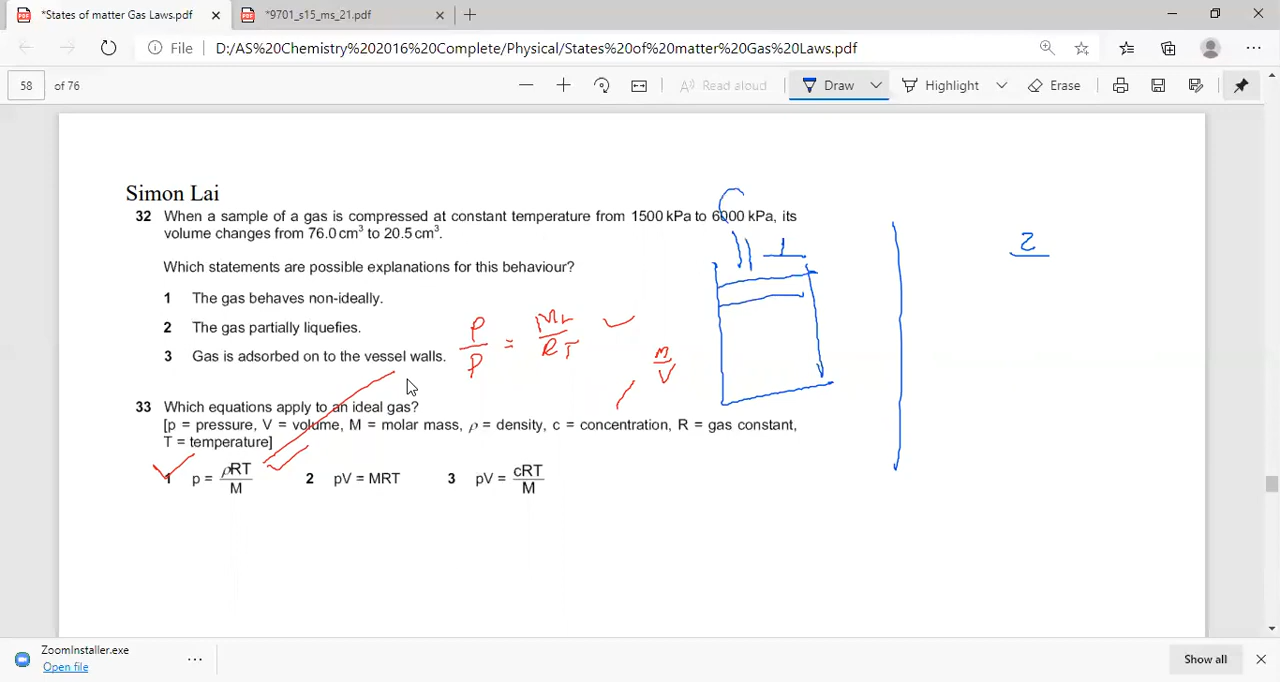 *States of matter Gas Laws.pdf
*9701_s15_ms_21.pdf
File
D:/AS%20Chemistry%202016%20Complete/Physical/States%20of%20matter%20Gas%20Laws.pdf
58 of 76
Read aloud
Draw
Highlight
Erase
Simon Lai
32 When a sample of a gas is compressed at constant temperature from 1500 kPa to 6000 kPa, its
volume changes from 76.0 cm³ to 20.5 cm³.
Which statements are possible explanations for this behaviour?
1 The gas behaves non-ideally.
2 The gas partially liquefies.
3 Gas is adsorbed on to the vessel walls.
P/P = Mr/RT
m/V
1
2
33 Which equations apply to an ideal gas?
[p = pressure, V = volume, M = molar mass, ρ = density, c = concentration, R = gas constant,
T = temperature]
1 p = ρRT/M 2 pV = MRT 3 pV = cRT/M
ZoomInstaller.exe
Open file
Show all